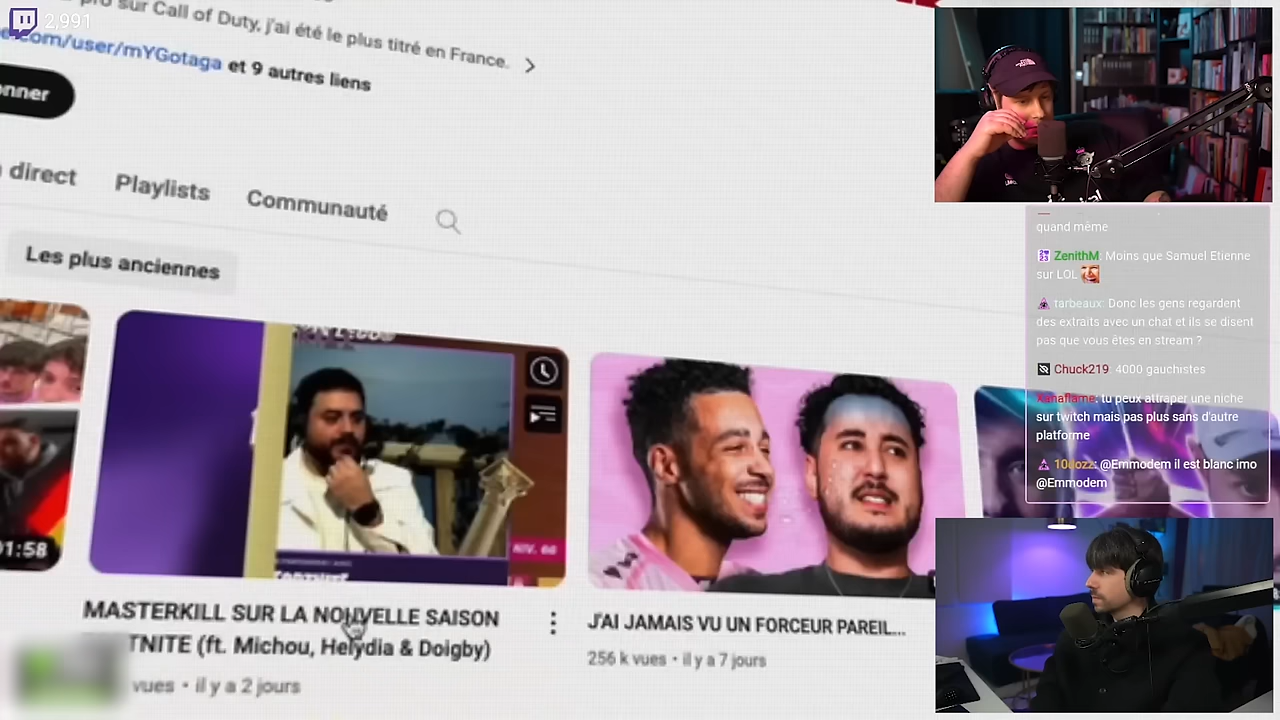 2,991
pro sur Call of Duty, j'ai été le plus titré en France.
e.com/user/mYGotaga et 9 autres liens
onner
direct
Playlists
Communauté
Les plus anciennes
01:58
NIV. 60
MASTERKILL SUR LA NOUVELLE SAISON
TNITE (ft. Michou, Helydia & Doigby)
vues • il y a 2 jours
J'AI JAMAIS VU UN FORCEUR PAREIL...
256 k vues • il y a 7 jours
quand même
ZenithM: Moins que Samuel Etienne
sur LOL
tarbeaux: Donc les gens regardent
des extraits avec un chat et ils se disent
pas que vous êtes en stream ?
Chuck219: 4000 gauchistes
: tu peux attraper une niche
sur twitch mais pas plus sans d'autre
platforme
10dozz: @Emmodem il est blanc imo
@Emmodem